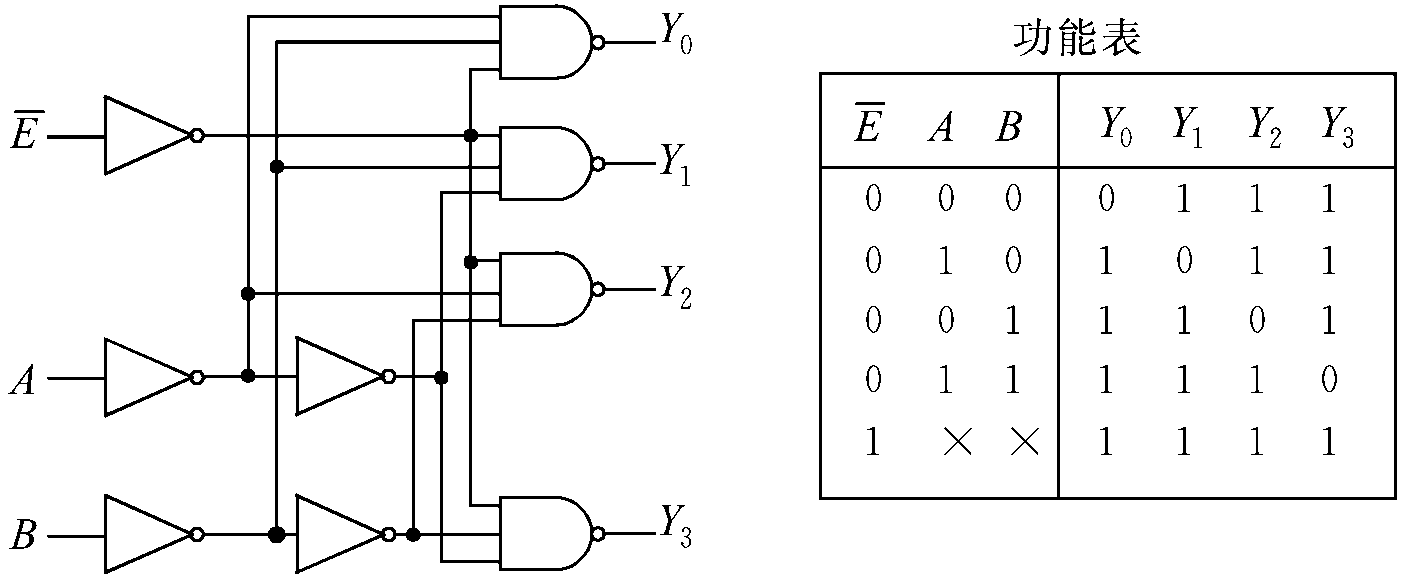 E̅
A
B
Y₀
Y₁
Y₂
Y₃
功能表
E̅ A B Y₀ Y₁ Y₂ Y₃
0 0 0 0 1 1 1
0 1 0 1 0 1 1
0 0 1 1 1 0 1
0 1 1 1 1 1 0
1 × × 1 1 1 1